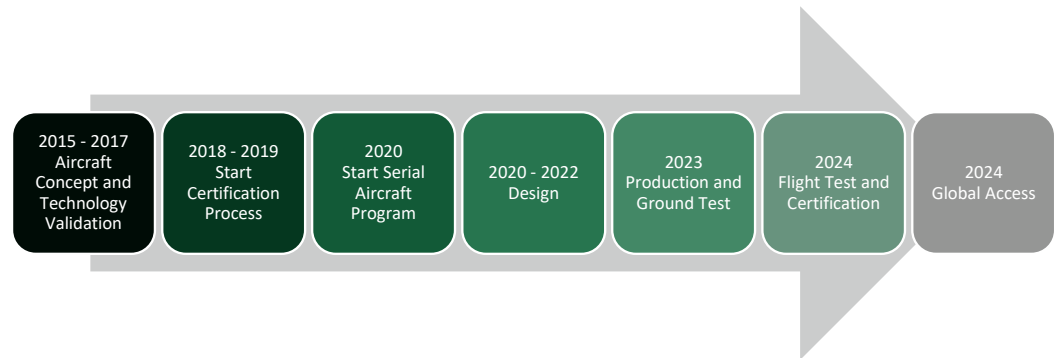 2015 - 2017
Aircraft
Concept and
Technology
Validation
2018 - 2019
Start
Certification
Process
2020
Start Serial
Aircraft
Program
2020 - 2022
Design
2023
Production and
Ground Test
2024
Flight Test and
Certification
2024
Global Access